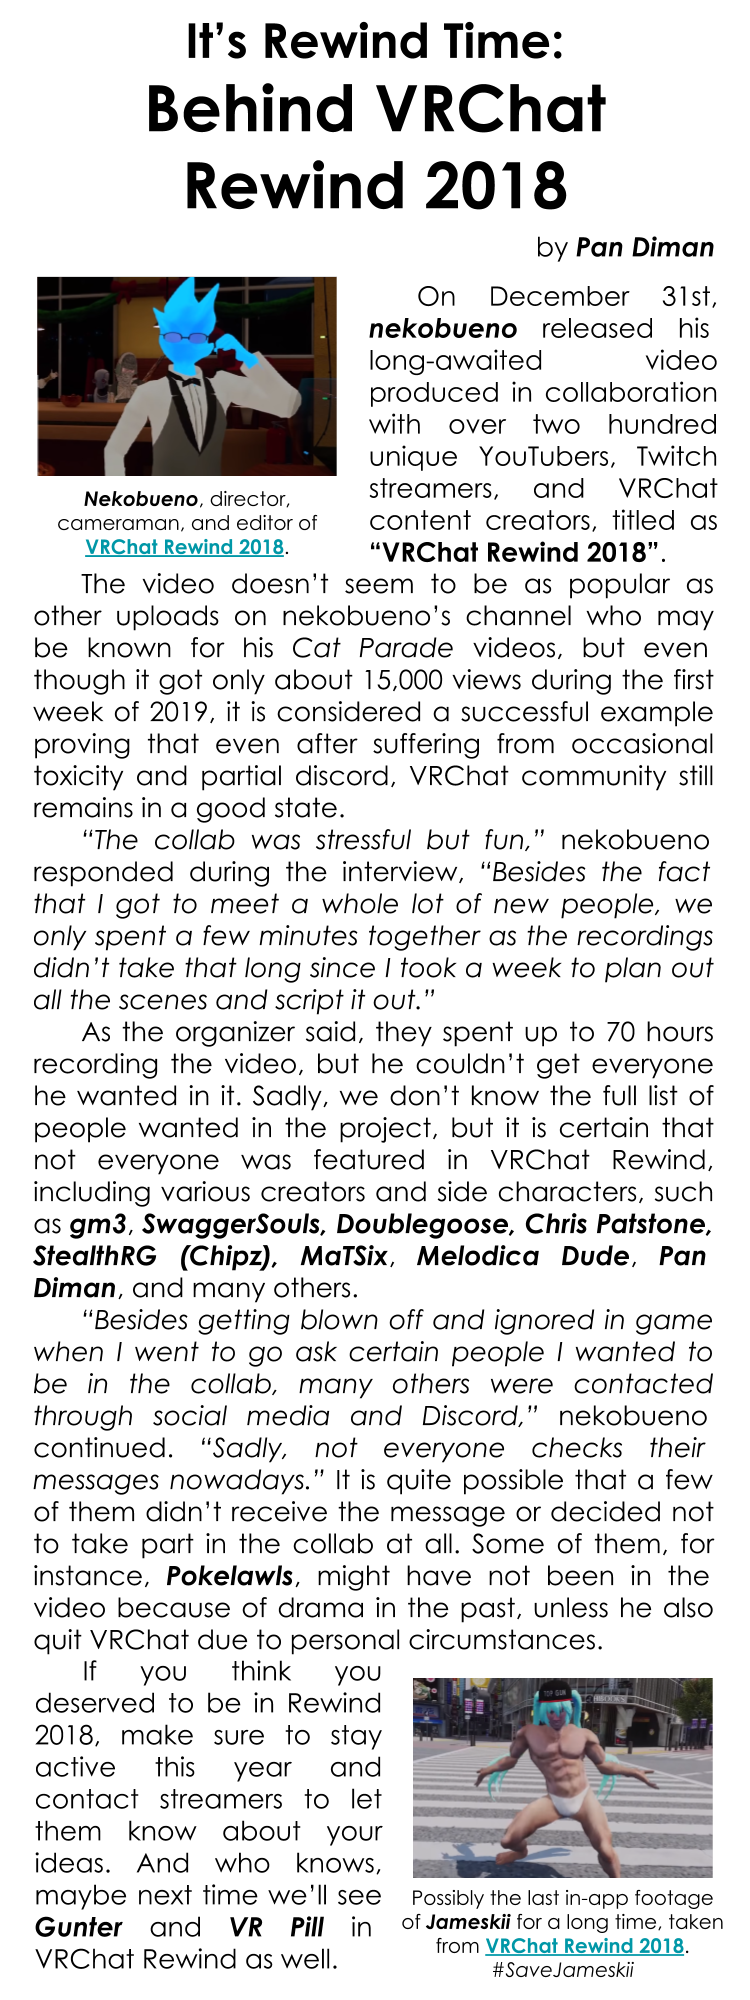 It’s Rewind Time:
Behind VRChat
Rewind 2018
by Pan Diman
Nekobueno, director,
cameraman, and editor of
VRChat Rewind 2018.
On December 31st,
nekobueno released his
long-awaited video
produced in collaboration
with over two hundred
unique YouTubers, Twitch
streamers, and VRChat
content creators, titled as
“VRChat Rewind 2018”.
The video doesn’t seem to be as popular as
other uploads on nekobueno’s channel who may
be known for his Cat Parade videos, but even
though it got only about 15,000 views during the first
week of 2019, it is considered a successful example
proving that even after suffering from occasional
toxicity and partial discord, VRChat community still
remains in a good state.
“The collab was stressful but fun,” nekobueno
responded during the interview, “Besides the fact
that I got to meet a whole lot of new people, we
only spent a few minutes together as the recordings
didn’t take that long since I took a week to plan out
all the scenes and script it out.”
As the organizer said, they spent up to 70 hours
recording the video, but he couldn’t get everyone
he wanted in it. Sadly, we don’t know the full list of
people wanted in the project, but it is certain that
not everyone was featured in VRChat Rewind,
including various creators and side characters, such
as gm3, SwaggerSouls, Doublegoose, Chris Patstone,
StealthRG (Chipz), MaTSix, Melodica Dude, Pan
Diman, and many others.
“Besides getting blown off and ignored in game
when I went to go ask certain people I wanted to
be in the collab, many others were contacted
through social media and Discord,” nekobueno
continued. “Sadly, not everyone checks their
messages nowadays.” It is quite possible that a few
of them didn’t receive the message or decided not
to take part in the collab at all. Some of them, for
instance, Pokelawls, might have not been in the
video because of drama in the past, unless he also
quit VRChat due to personal circumstances.
If you think you
deserved to be in Rewind
2018, make sure to stay
active this year and
contact streamers to let
them know about your
ideas. And who knows,
maybe next time we’ll see
Gunter and VR Pill in
VRChat Rewind as well.
TOP GUN
Possibly the last in-app footage
of Jameskii for a long time, taken
from VRChat Rewind 2018.
#SaveJameskii